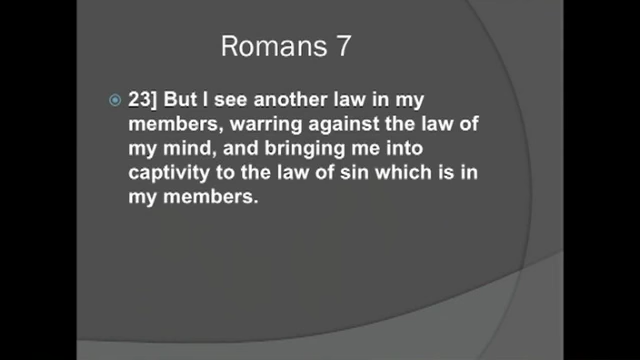 Romans 7
23] But I see another law in my
members, warring against the law of
my mind, and bringing me into
captivity to the law of sin which is in
my members.